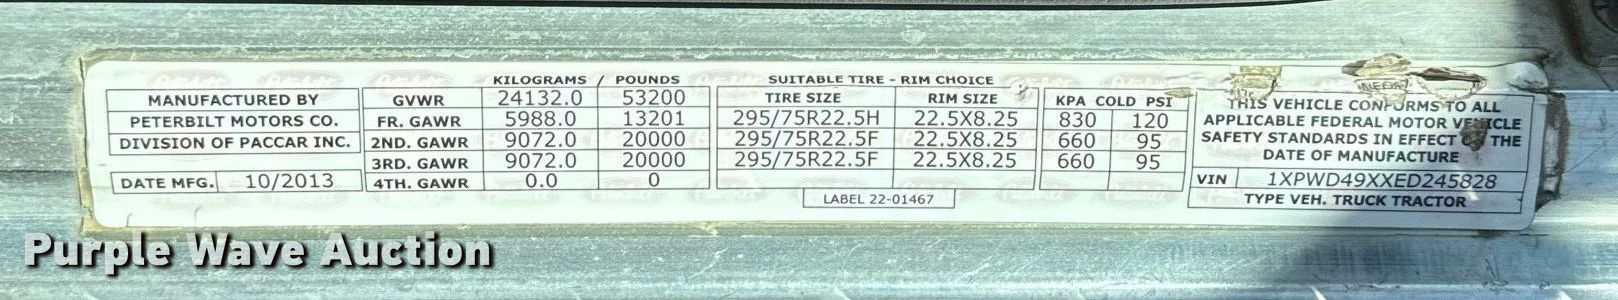 KILOGRAMS / POUNDS SUITABLE TIRE - RIM CHOICE
MANUFACTURED BY
PETERBILT MOTORS CO.
DIVISION OF PACCAR INC.
DATE MFG. 10/2013
GVWR 24132.0 53200
FR. GAWR 5988.0 13201
2ND. GAWR 9072.0 20000
3RD. GAWR 9072.0 20000
4TH. GAWR 0.0 0
TIRE SIZE RIM SIZE KPA COLD PSI
295/75R22.5H 22.5X8.25 830 120
295/75R22.5F 22.5X8.25 660 95
295/75R22.5F 22.5X8.25 660 95
LABEL 22-01467
THIS VEHICLE CONFORMS TO ALL
APPLICABLE FEDERAL MOTOR VEHICLE
SAFETY STANDARDS IN EFFECT ON THE
DATE OF MANUFACTURE
VIN 1XPWD49XXED245828
TYPE VEH. TRUCK TRACTOR
Purple Wave Auction